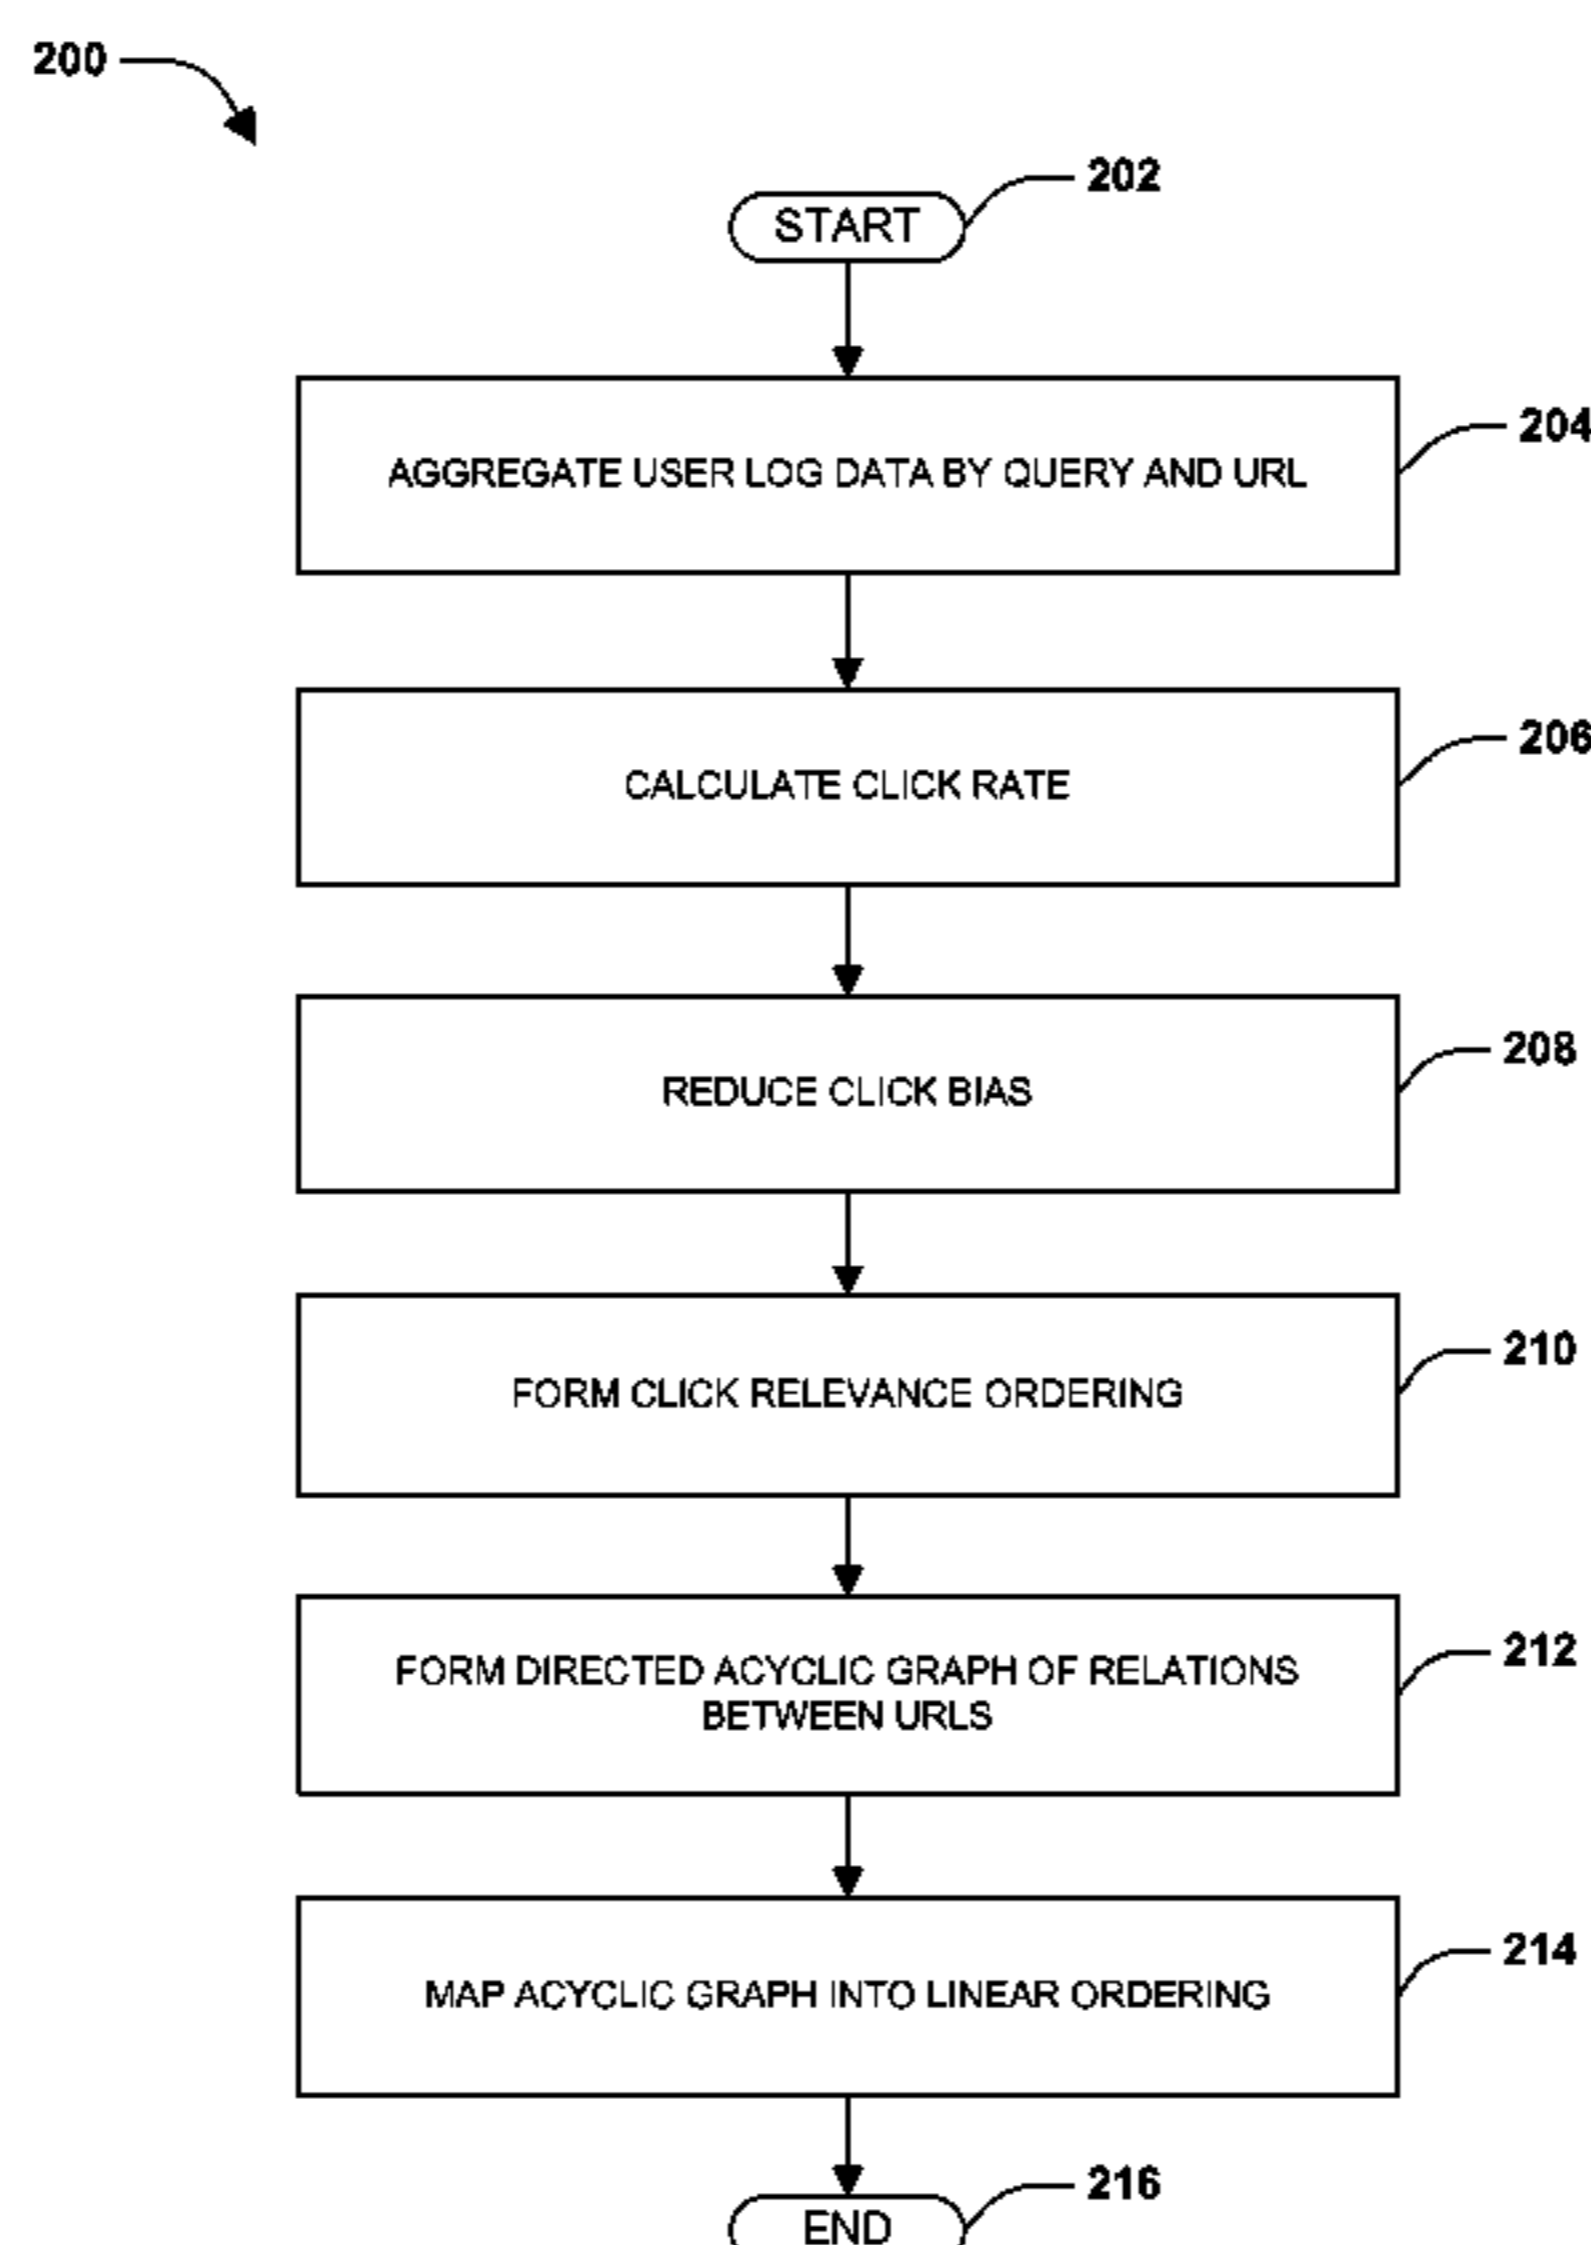 200
202
START
204
AGGREGATE USER LOG DATA BY QUERY AND URL
206
CALCULATE CLICK RATE
208
REDUCE CLICK BIAS
210
FORM CLICK RELEVANCE ORDERING
212
FORM DIRECTED ACYCLIC GRAPH OF RELATIONS
BETWEEN URLS
214
MAP ACYCLIC GRAPH INTO LINEAR ORDERING
216
END